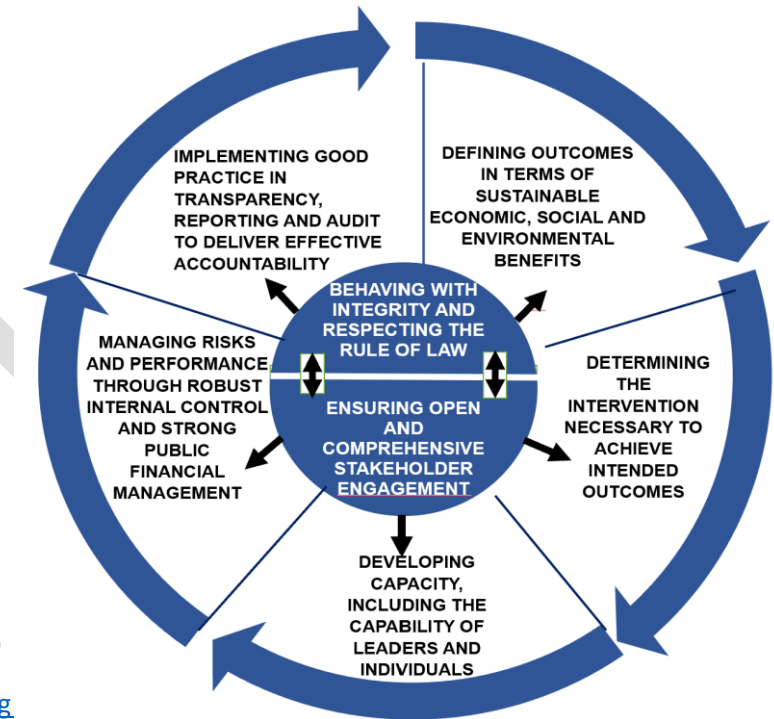 IMPLEMENTING GOOD
PRACTICE IN
TRANSPARENCY,
REPORTING AND AUDIT
TO DELIVER EFFECTIVE
ACCOUNTABILITY
DEFINING OUTCOMES
IN TERMS OF
SUSTAINABLE
ECONOMIC, SOCIAL AND
ENVIRONMENTAL
BENEFITS
BEHAVING WITH
INTEGRITY AND
RESPECTING THE
RULE OF LAW
MANAGING RISKS
AND PERFORMANCE
THROUGH ROBUST
INTERNAL CONTROL
AND STRONG
PUBLIC
FINANCIAL
MANAGEMENT
ENSURING OPEN
AND
COMPREHENSIVE
STAKEHOLDER
ENGAGEMENT
DETERMINING
THE
INTERVENTION
NECESSARY TO
ACHIEVE
INTENDED
OUTCOMES
DEVELOPING
CAPACITY,
INCLUDING THE
CAPABILITY OF
LEADERS AND
INDIVIDUALS
g